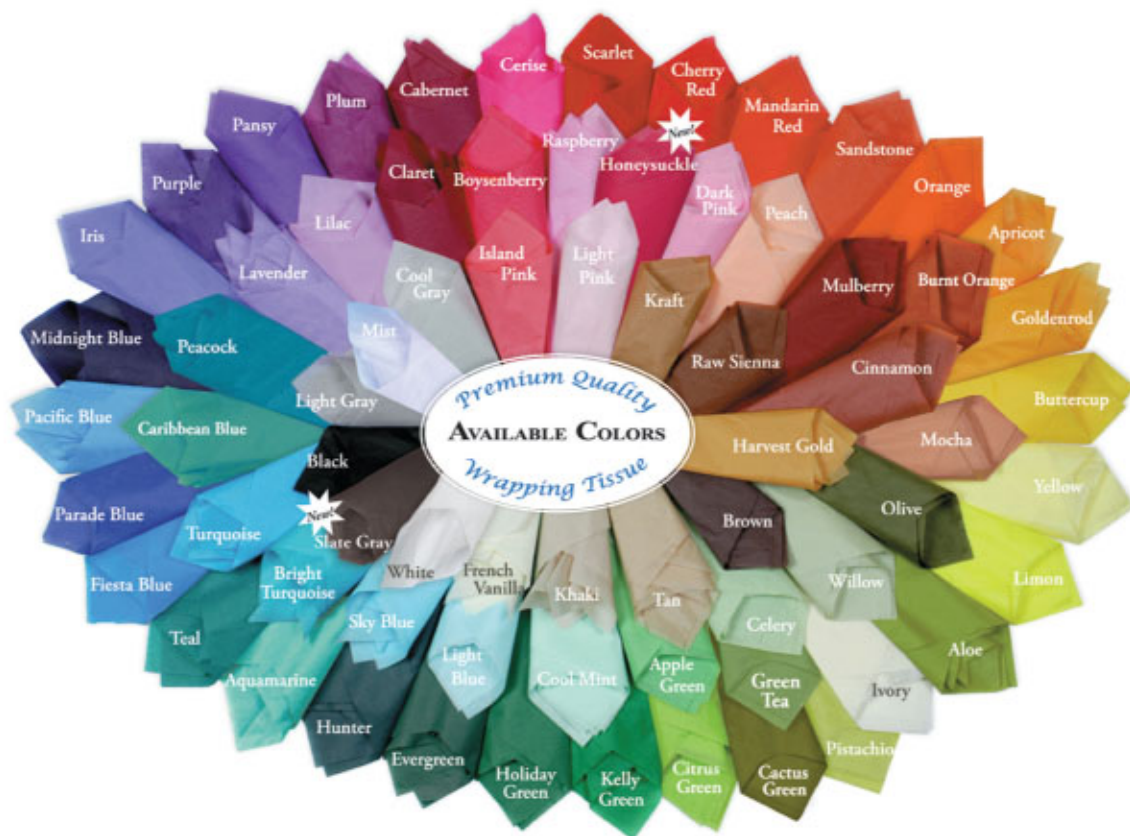 Cerise
Scarlet
Cherry
Red
Cabernet
Plum
Mandarin
Red
Pansy
New!
Raspberry
Honeysuckle
Sandstone
Claret
Boysenberry
Purple
Dark
Pink
Orange
Peach
Lilac
Iris
Apricot
Lavender
Island
Pink
Light
Pink
Cool
Gray
Burnt Orange
Mulberry
Kraft
Goldenrod
Midnight Blue
Peacock
Mist
Raw Sienna
Cinnamon
Light Gray
Premium Quality
AVAILABLE COLORS
Wrapping Tissue
Buttercup
Pacific Blue
Caribbean Blue
Harvest Gold
Mocha
Black
Yellow
Parade Blue
Turquoise
New!
Slate Gray
Brown
Olive
Fiesta Blue
Bright
Turquoise
White
French
Vanilla
Khaki
Tan
Willow
Limon
Sky Blue
Celery
Teal
Aquamarine
Light
Blue
Cool Mint
Apple
Green
Green
Tea
Ivory
Aloe
Hunter
Evergreen
Holiday
Green
Kelly
Green
Citrus
Green
Cactus
Green
Pistachio